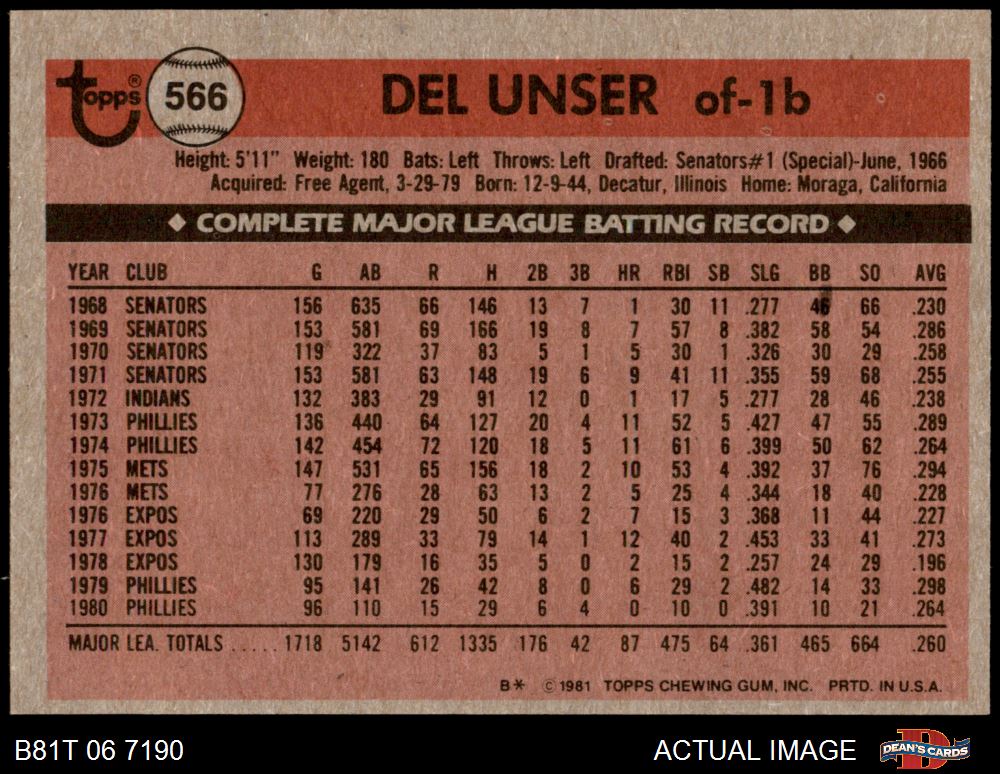 topps® 566 DEL UNSER of-1b
Height: 5'11" Weight: 180 Bats: Left Throws: Left Drafted: Senators#1 (Special)-June, 1966
Acquired: Free Agent, 3-29-79 Born: 12-9-44, Decatur, Illinois Home: Moraga, California
◆ COMPLETE MAJOR LEAGUE BATTING RECORD ◆
YEAR CLUB G AB R H 2B 3B HR RBI SB SLG BB SO AVG
1968 SENATORS 156 635 66 146 13 7 1 30 11 .277 46 66 .230
1969 SENATORS 153 581 69 166 19 8 7 57 8 .382 58 54 .286
1970 SENATORS 119 322 37 83 5 1 5 30 1 .326 30 29 .258
1971 SENATORS 153 581 63 148 19 6 9 41 11 .355 59 68 .255
1972 INDIANS 132 383 29 91 12 0 1 17 5 .277 28 46 .238
1973 PHILLIES 136 440 64 127 20 4 11 52 5 .427 47 55 .289
1974 PHILLIES 142 454 72 120 18 5 11 61 6 .399 50 62 .264
1975 METS 147 531 65 156 18 2 10 53 4 .392 37 76 .294
1976 METS 77 276 28 63 13 2 5 25 4 .344 18 40 .228
1976 EXPOS 69 220 29 50 6 2 7 15 3 .368 11 44 .227
1977 EXPOS 113 289 33 79 14 1 12 40 2 .453 33 41 .273
1978 EXPOS 130 179 16 35 5 0 2 15 2 .257 24 29 .196
1979 PHILLIES 95 141 26 42 8 0 6 29 2 .482 14 33 .298
1980 PHILLIES 96 110 15 29 6 4 0 10 0 .391 10 21 .264
MAJOR LEA. TOTALS ..... 1718 5142 612 1335 176 42 87 475 64 .361 465 664 .260
B* © 1981 TOPPS CHEWING GUM, INC. PRTD. IN U.S.A.
B81T 06 7190 ACTUAL IMAGE DEAN'S CARDS